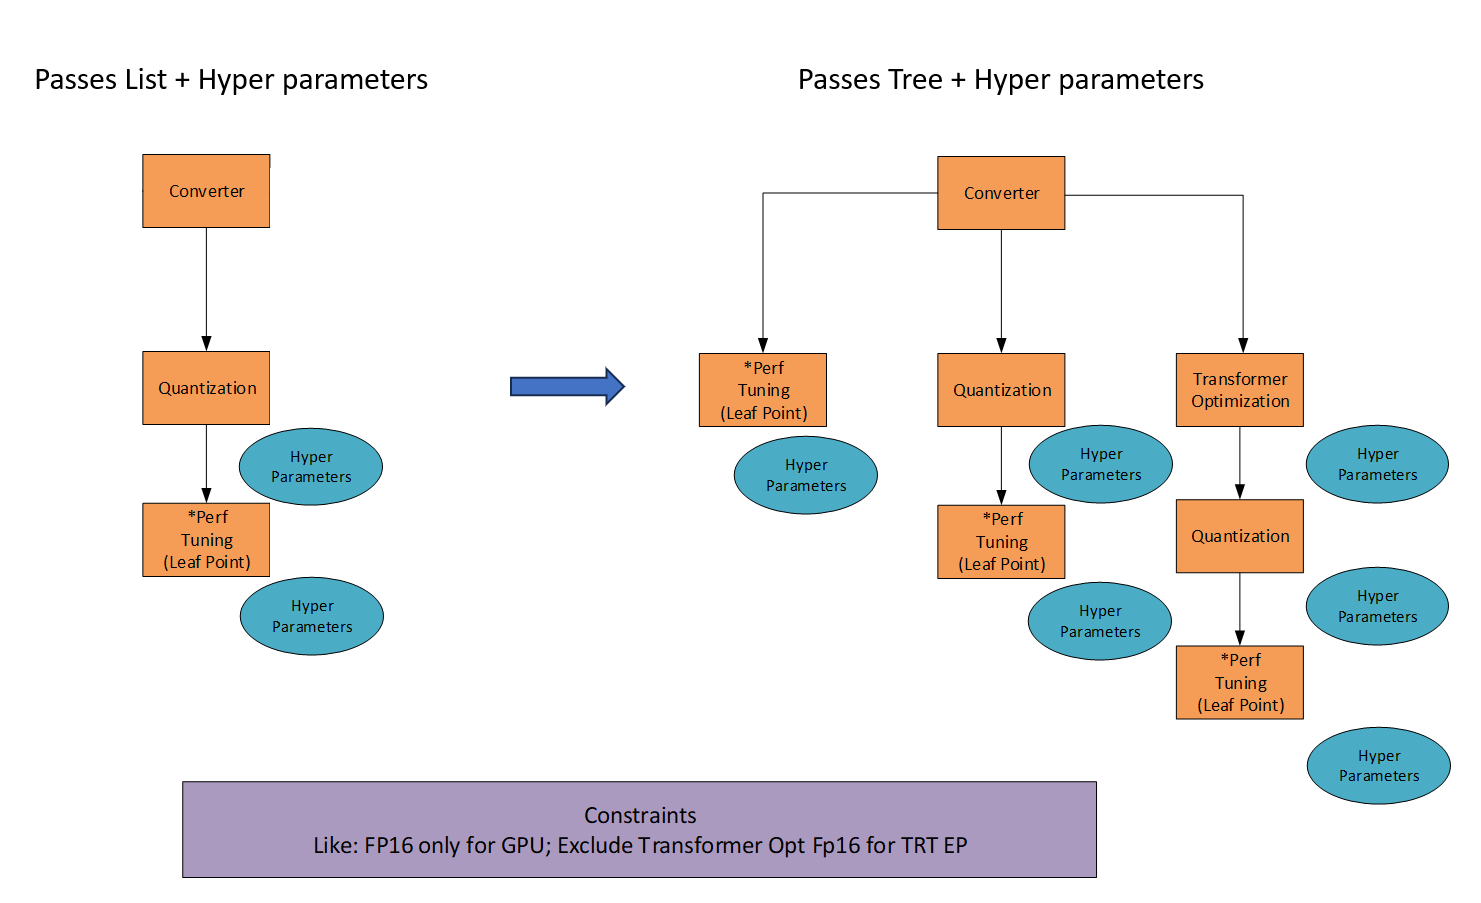 Passes List + Hyper parameters
Converter
Quantization
Hyper
Parameters
*Perf
Tuning
(Leaf Point)
Hyper
Parameters
Passes Tree + Hyper parameters
Converter
*Perf
Tuning
(Leaf Point)
Hyper
Parameters
Quantization
Hyper
Parameters
*Perf
Tuning
(Leaf Point)
Hyper
Parameters
Transformer
Optimization
Hyper
Parameters
Quantization
Hyper
Parameters
*Perf
Tuning
(Leaf Point)
Hyper
Parameters
Constraints
Like: FP16 only for GPU; Exclude Transformer Opt Fp16 for TRT EP